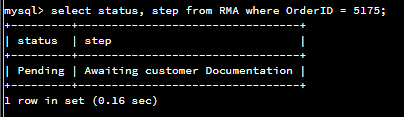 mysql> select status, step from RMA where OrderID = 5175;
+---------+---------------------------------+
| status  | step                            |
+---------+---------------------------------+
| Pending | Awaiting customer Documentation |
+---------+---------------------------------+
1 row in set (0.16 sec)